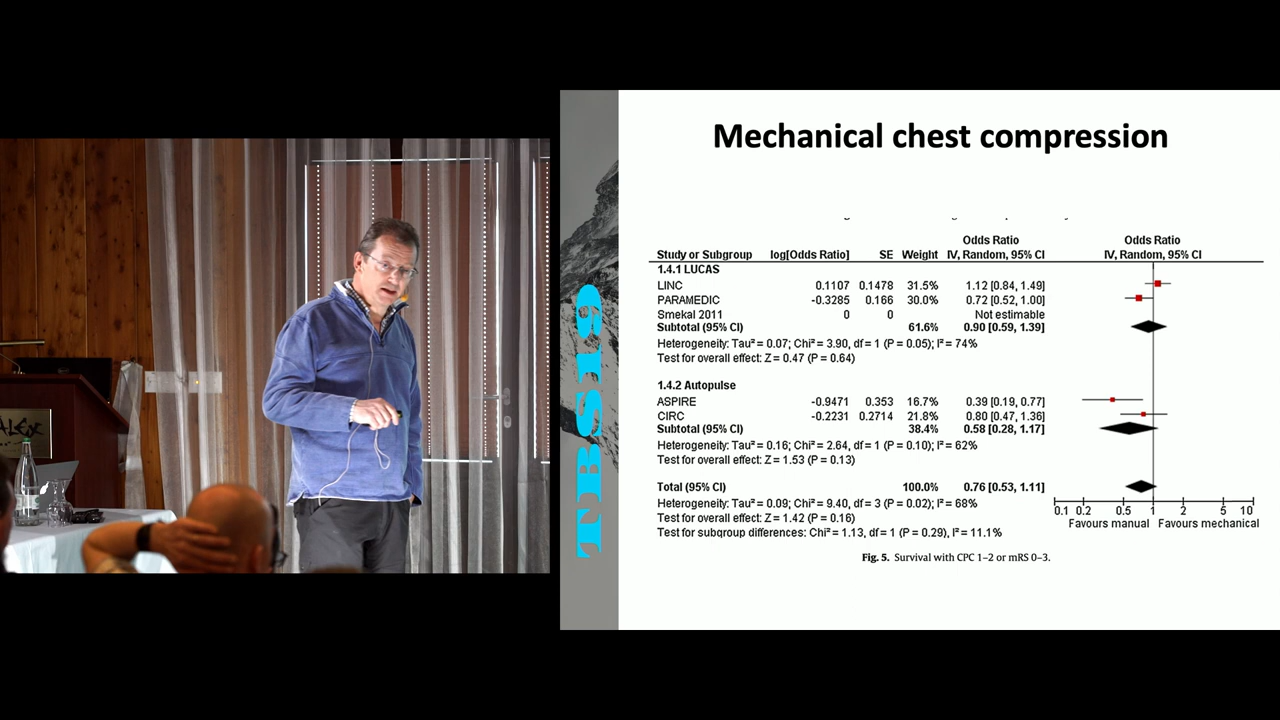 ALEX
TBS19
Mechanical chest compression
Odds Ratio Odds Ratio
Study or Subgroup log[Odds Ratio] SE Weight IV, Random, 95% CI IV, Random, 95% CI
1.4.1 LUCAS
LINC 0.1107 0.1478 31.5% 1.12 [0.84, 1.49]
PARAMEDIC -0.3285 0.166 30.0% 0.72 [0.52, 1.00]
Smekal 2011 0 0 Not estimable
Subtotal (95% CI) 61.6% 0.90 [0.59, 1.39]
Heterogeneity: Tau² = 0.07; Chi² = 3.90, df = 1 (P = 0.05); I² = 74%
Test for overall effect: Z = 0.47 (P = 0.64)
1.4.2 Autopulse
ASPIRE -0.9471 0.353 16.7% 0.39 [0.19, 0.77]
CIRC -0.2231 0.2714 21.8% 0.80 [0.47, 1.36]
Subtotal (95% CI) 38.4% 0.58 [0.28, 1.17]
Heterogeneity: Tau² = 0.16; Chi² = 2.64, df = 1 (P = 0.10); I² = 62%
Test for overall effect: Z = 1.53 (P = 0.13)
Total (95% CI) 100.0% 0.76 [0.53, 1.11]
Heterogeneity: Tau² = 0.09; Chi² = 9.40, df = 3 (P = 0.02); I² = 68%
Test for overall effect: Z = 1.42 (P = 0.16)
Test for subgroup differences: Chi² = 1.13, df = 1 (P = 0.29), I² = 11.1%
0.1 0.2 0.5 1 2 5 10
Favours manual Favours mechanical
Fig. 5. Survival with CPC 1–2 or mRS 0–3.